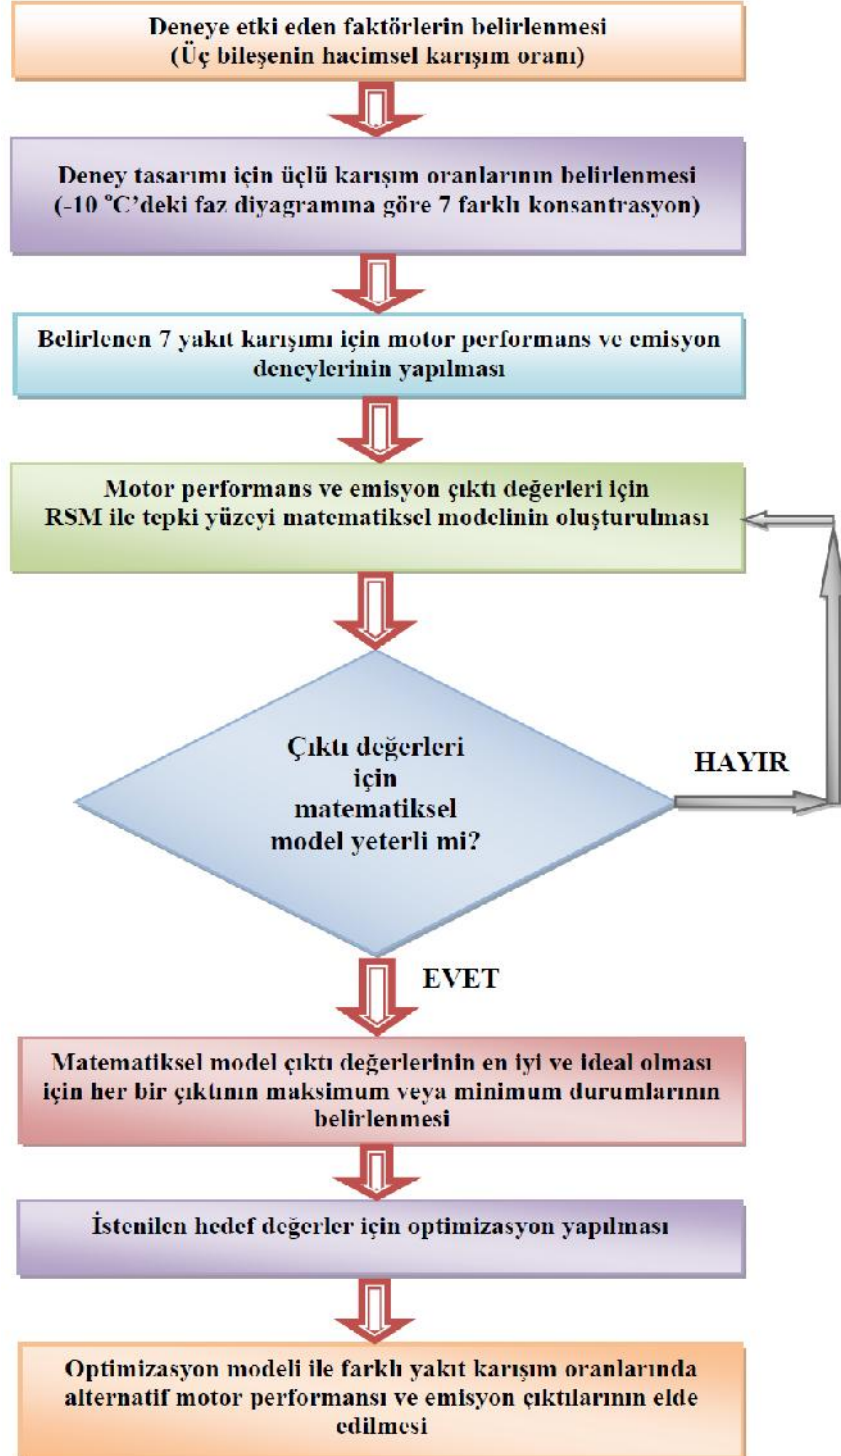 Deneye etki eden faktörlerin belirlenmesi
(Üç bileşenin hacimsel karışım oranı)
Deney tasarımı için üçlü karışım oranlarının belirlenmesi
(-10 °C’deki faz diyagramına göre 7 farklı konsantrasyon)
Belirlenen 7 yakıt karışımı için motor performans ve emisyon
deneylerinin yapılması
Motor performans ve emisyon çıktı değerleri için
RSM ile tepki yüzeyi matematiksel modelinin oluşturulması
Çıktı değerleri
için
matematiksel
model yeterli mi?
HAYIR
EVET
Matematiksel model çıktı değerlerinin en iyi ve ideal olması
için her bir çıktının maksimum veya minimum durumlarının
belirlenmesi
İstenilen hedef değerler için optimizasyon yapılması
Optimizasyon modeli ile farklı yakıt karışım oranlarında
alternatif motor performansı ve emisyon çıktılarının elde
edilmesi